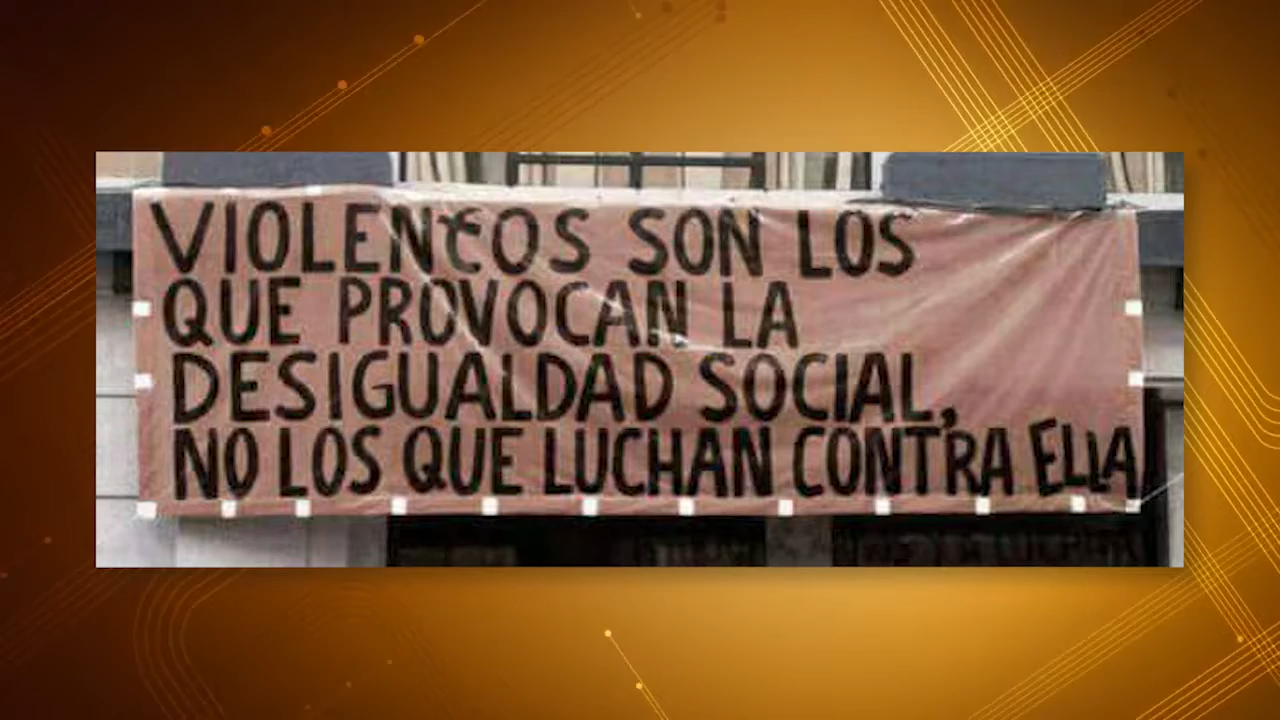 VIOLENTOS SON LOS
QUE PROVOCAN LA
DESIGUALDAD SOCIAL,
NO LOS QUE LUCHAN CONTRA ELLA